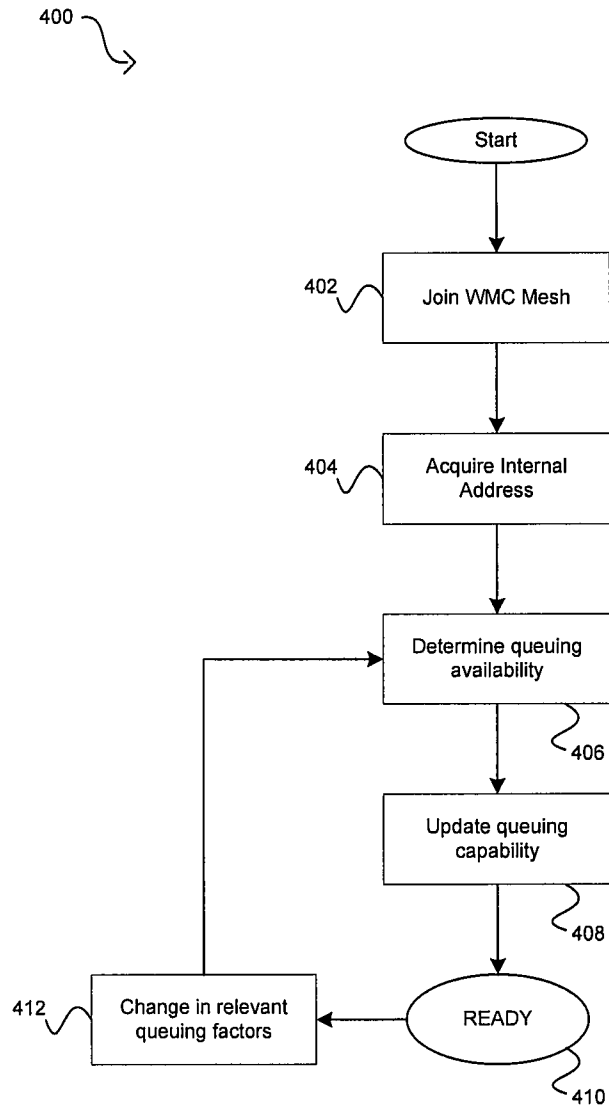 400
Start
402
Join WMC Mesh
404
Acquire Internal
Address
Determine queuing
availability
406
Update queuing
capability
408
412
Change in relevant
queuing factors
READY
410